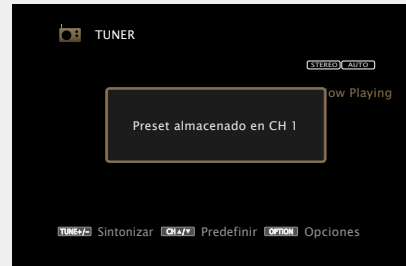 TUNER
STEREO AUTO
ow Playing
Preset almacenado en CH 1
TUNE+/- Sintonizar CH▲/▼ Predefinir OPTION Opciones